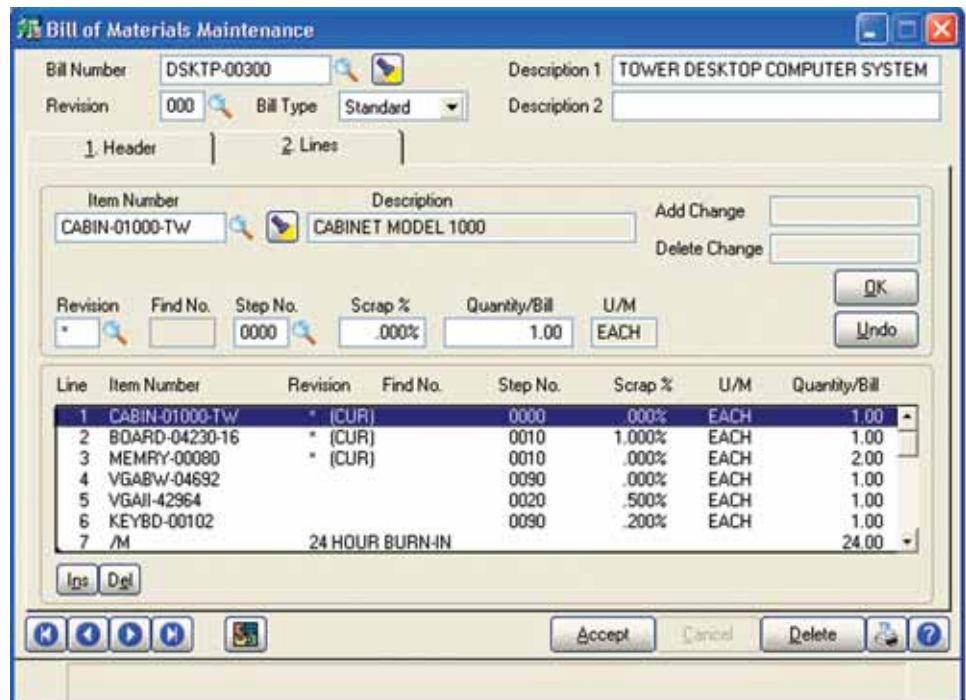 Bill of Materials Maintenance
Bill Number DSKTP-00300 Description 1 TOWER DESKTOP COMPUTER SYSTEM
Revision 000 Bill Type Standard Description 2
1. Header 2. Lines
Item Number Description
CABIN-01000-TW CABINET MODEL 1000 Add Change
Delete Change
OK
Revision Find No. Step No. Scrap % Quantity/Bill U/M
* 0000 .000% 1.00 EACH Undo
Line Item Number Revision Find No. Step No. Scrap % U/M Quantity/Bill
1 CABIN-01000-TW * (CUR) 0000 .000% EACH 1.00
2 BOARD-04230-16 * (CUR) 0010 1.000% EACH 1.00
3 MEMRY-00080 * (CUR) 0010 .000% EACH 2.00
4 VGABW-04692 0090 .000% EACH 1.00
5 VGAII-42964 0020 .500% EACH 1.00
6 KEYBD-00102 0090 .200% EACH 1.00
7 /M 24 HOUR BURN-IN 24.00
Ins Del
Accept Cancel Delete ?